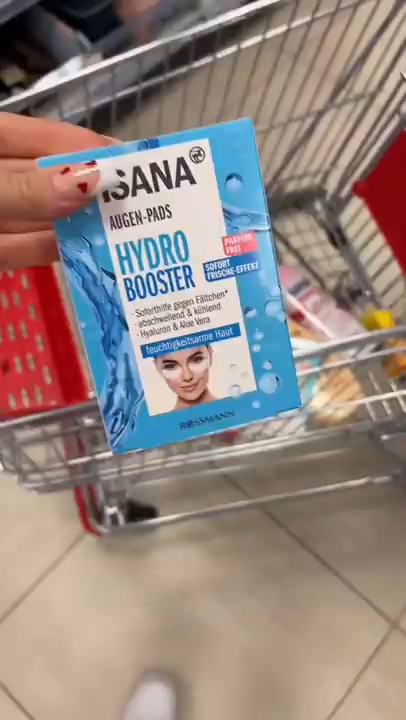 ISANA
AUGEN-PADS
HYDRO
BOOSTER
PARFÜM
FREI
SOFORT
FRISCHE-EFFEKT
· Soforthilfe gegen Fältchen*
· abschwellend & kühlend
· Hyaluron & Aloe Vera
feuchtigkeitsarme Haut
ROSSMANN